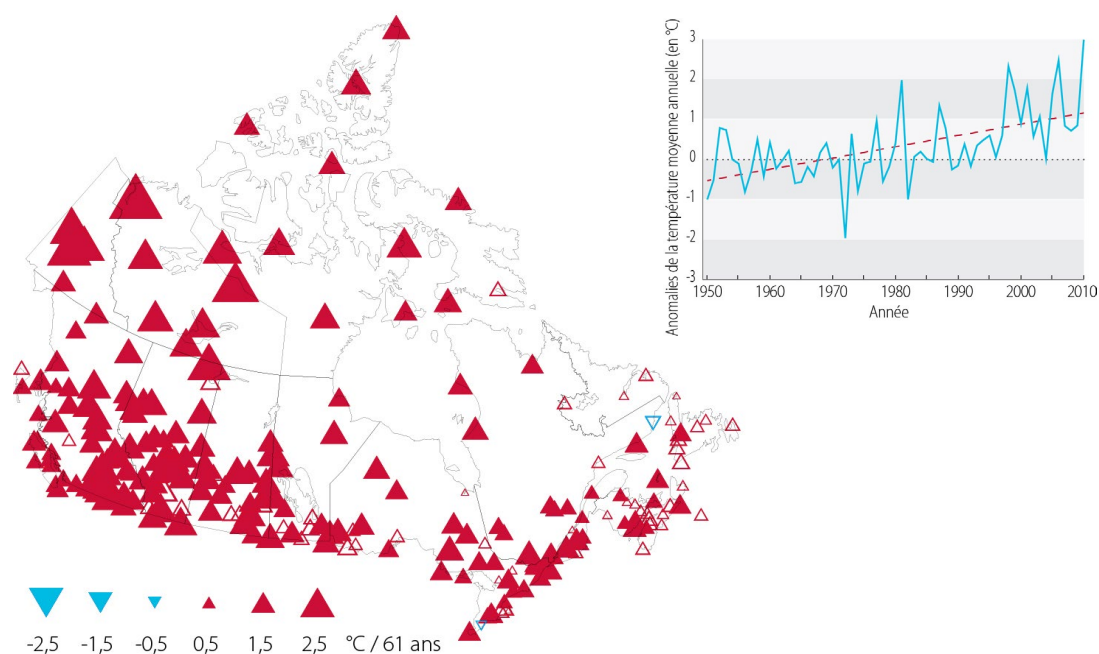 Anomalies de la température moyenne annuelle (en °C)
3
2
1
0
-1
-2
-3
1950 1960 1970 1980 1990 2000 2010
Année
-2,5 -1,5 -0,5 0,5 1,5 2,5 °C / 61 ans